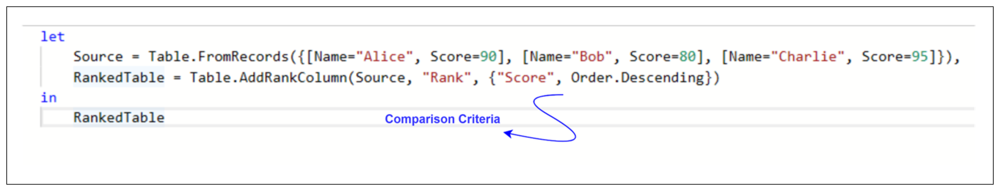 let
Source = Table.FromRecords({[Name="Alice", Score=90], [Name="Bob", Score=80], [Name="Charlie", Score=95]}),
RankedTable = Table.AddRankColumn(Source, "Rank", {"Score", Order.Descending})
in
RankedTable
Comparison Criteria